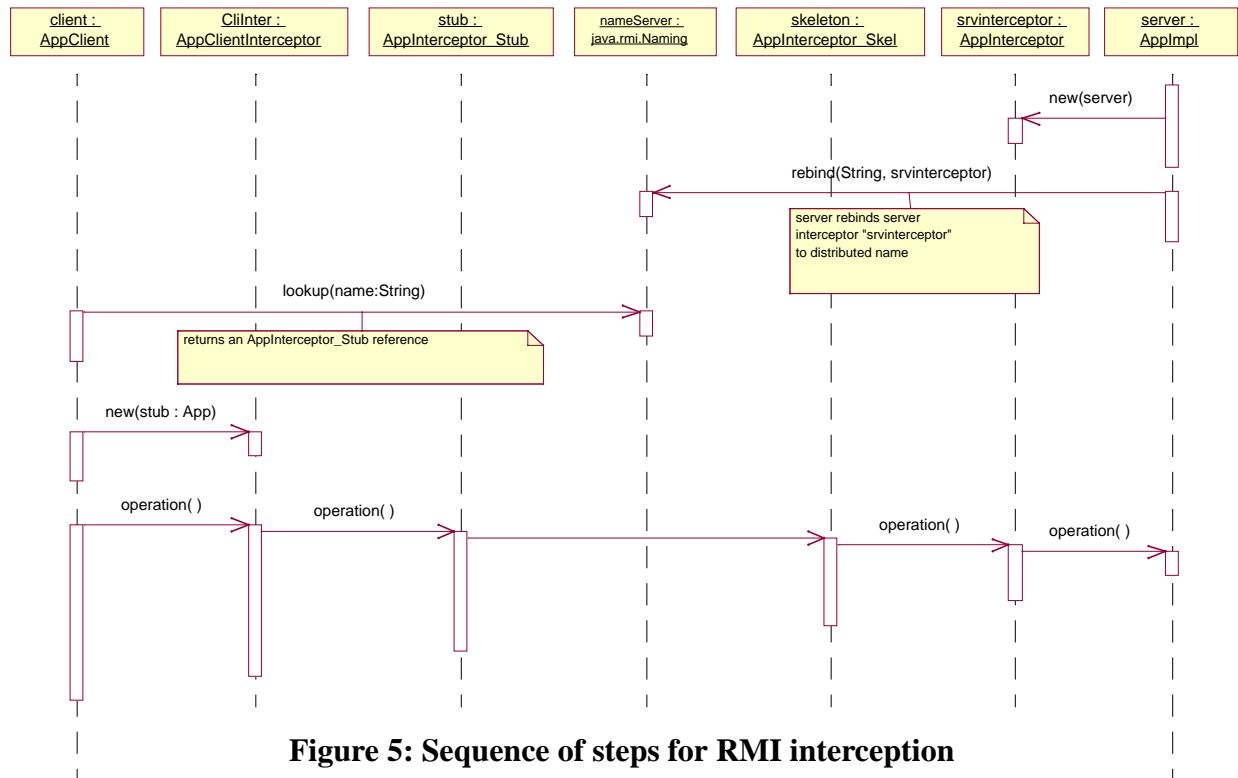 client :
AppClient
CliInter :
AppClientInterceptor
stub :
AppInterceptor_Stub
nameServer :
java.rmi.Naming
skeleton :
AppInterceptor_Skel
srvinterceptor :
AppInterceptor
server :
AppImpl
new(server)
rebind(String, srvinterceptor)
server rebinds server
interceptor "srvinterceptor"
to distributed name
lookup(name:String)
returns an AppInterceptor_Stub reference
new(stub : App)
operation( )
operation( )
operation( )
operation( )
Figure 5: Sequence of steps for RMI interception